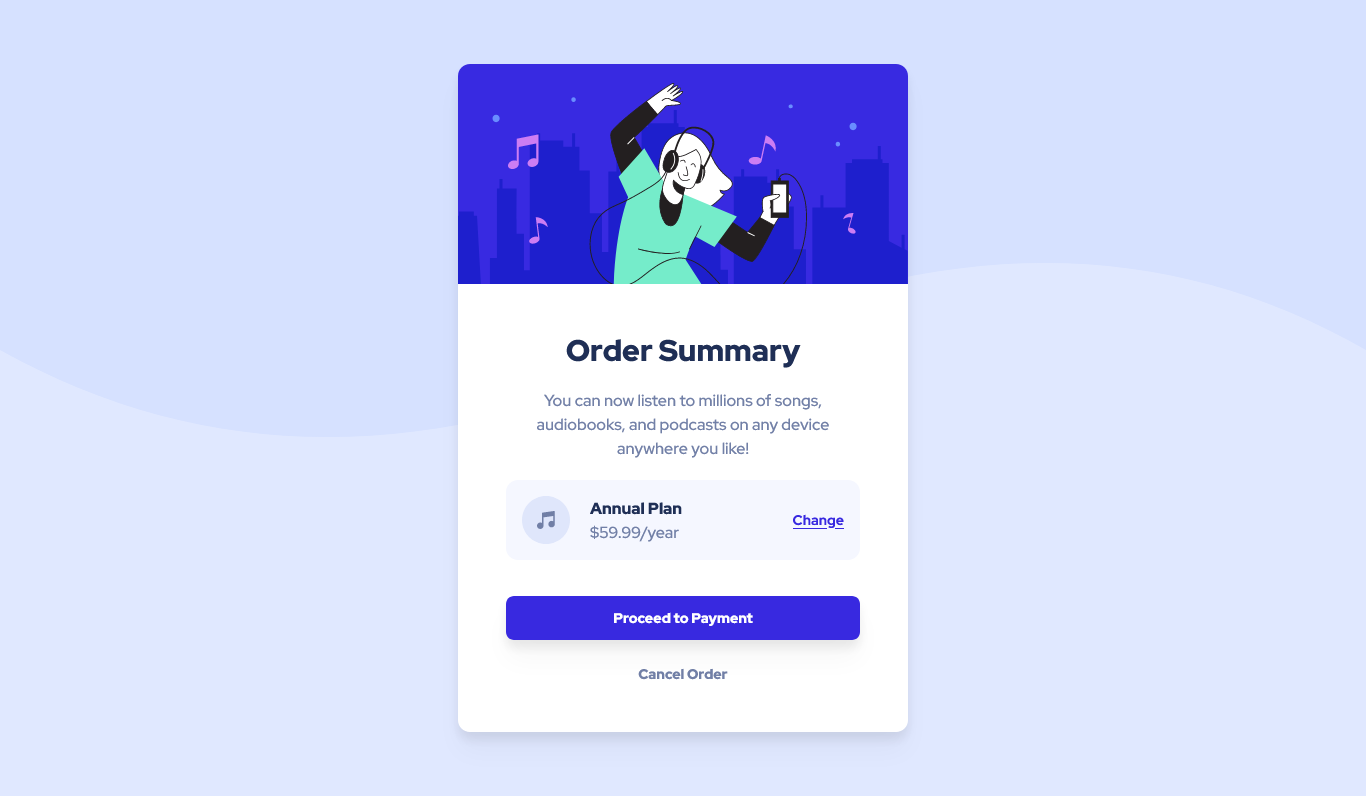 Order Summary
You can now listen to millions of songs,
audiobooks, and podcasts on any device
anywhere you like!
Annual Plan
$59.99/year
Change
Proceed to Payment
Cancel Order